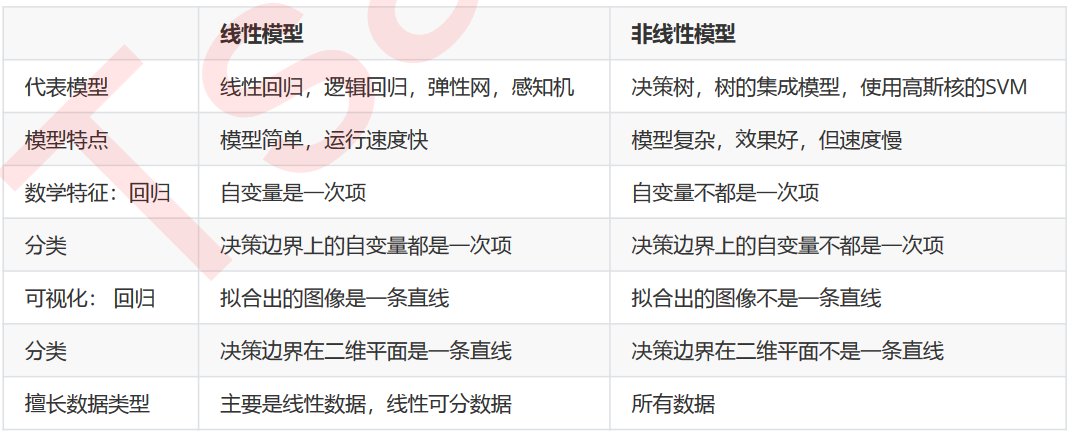 线性模型 非线性模型
代表模型 线性回归，逻辑回归，弹性网，感知机 决策树，树的集成模型，使用高斯核的SVM
模型特点 模型简单，运行速度快 模型复杂，效果好，但速度慢
数学特征：回归 自变量是一次项 自变量不都是一次项
分类 决策边界上的自变量都是一次项 决策边界上的自变量不都是一次项
可视化： 回归 拟合出的图像是一条直线 拟合出的图像不是一条直线
分类 决策边界在二维平面是一条直线 决策边界在二维平面不是一条直线
擅长数据类型 主要是线性数据，线性可分数据 所有数据